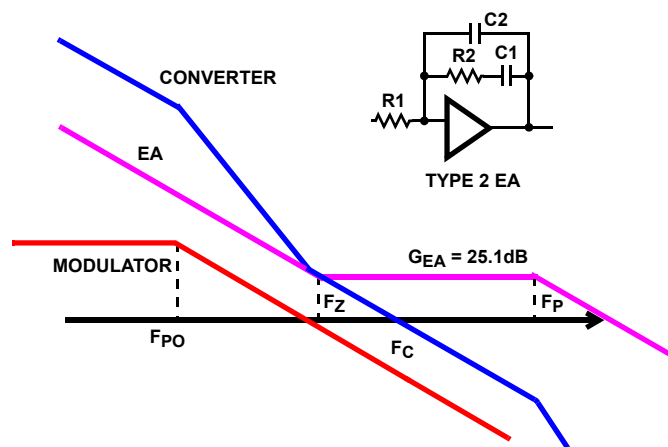 C2
CONVERTER
R2
C1
R1
EA
TYPE 2 EA
MODULATOR
GEA = 25.1dB
FZ
FP
FPO
FC